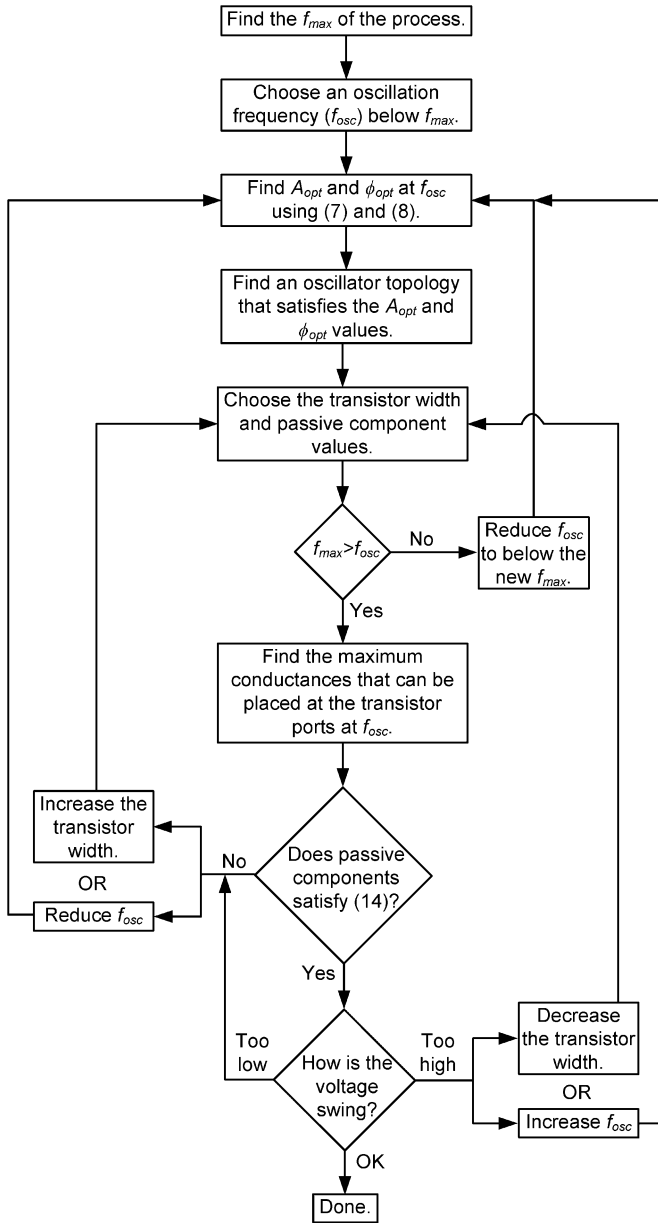 Find the fmax of the process.
Choose an oscillation
frequency (fosc) below fmax.
Find Aopt and ϕopt at fosc
using (7) and (8).
Find an oscillator topology
that satisfies the Aopt and
ϕopt values.
Choose the transistor width
and passive component
values.
fmax>fosc
No
Reduce fosc
to below the
new fmax.
Yes
Find the maximum
conductances that can be
placed at the transistor
ports at fosc.
Increase the
transistor
width.
OR
Reduce fosc
No
Does passive
components
satisfy (14)?
Yes
Too
low
How is the
voltage
swing?
Too
high
Decrease
the transistor
width.
OR
Increase fosc
OK
Done.